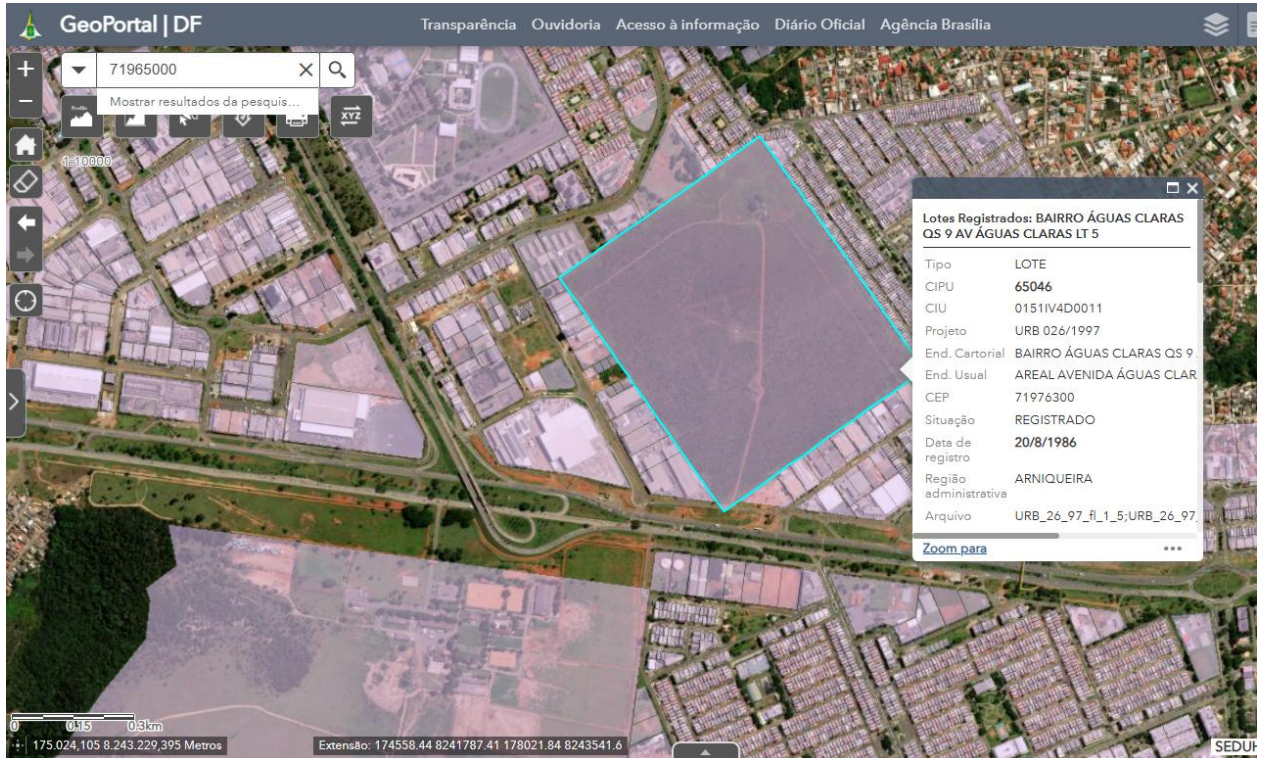 GeoPortal | DF
Transparência Ouvidoria Acesso à informação Diário Oficial Agência Brasília
71965000
Mostrar resultados da pesquis...
XYZ
1:10000
Lotes Registrados: BAIRRO ÁGUAS CLARAS
QS 9 AV ÁGUAS CLARAS LT 5
Tipo LOTE
CIPU 65046
CIU 0151IV4D0011
Projeto URB 026/1997
End. Cartorial BAIRRO ÁGUAS CLARAS QS 9
End. Usual AREAL AVENIDA ÁGUAS CLAR
CEP 71976300
Situação REGISTRADO
Data de
registro 20/8/1986
Região
administrativa ARNIQUEIRA
Arquivo URB_26_97_fl_1_5;URB_26_97
Zoom para
0 0.15 0.3km
175.024,105 8.243.229,395 Metros
Extensão: 174558.44 8241787.41 178021.84 8243541.6
SEDUH